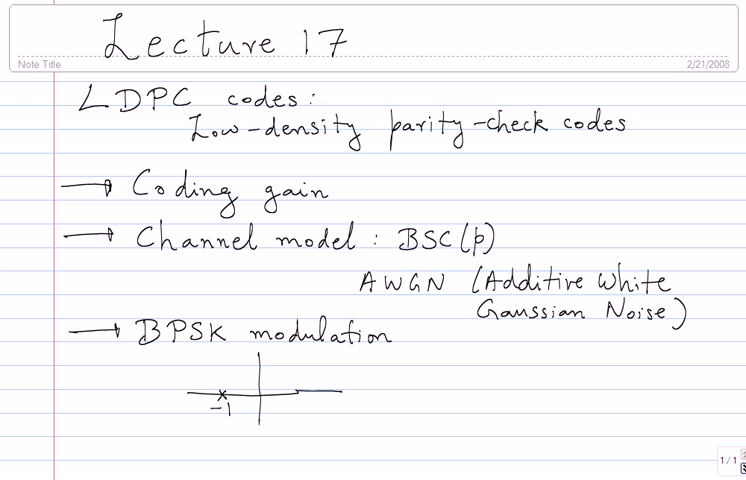 Lecture 17
Note Title
2/21/2008
LDPC codes:
Low-density parity-check codes
→ Coding gain
→ Channel model : BSC(p)
AWGN (Additive White
Gaussian Noise)
→ BPSK modulation
-1
1/1